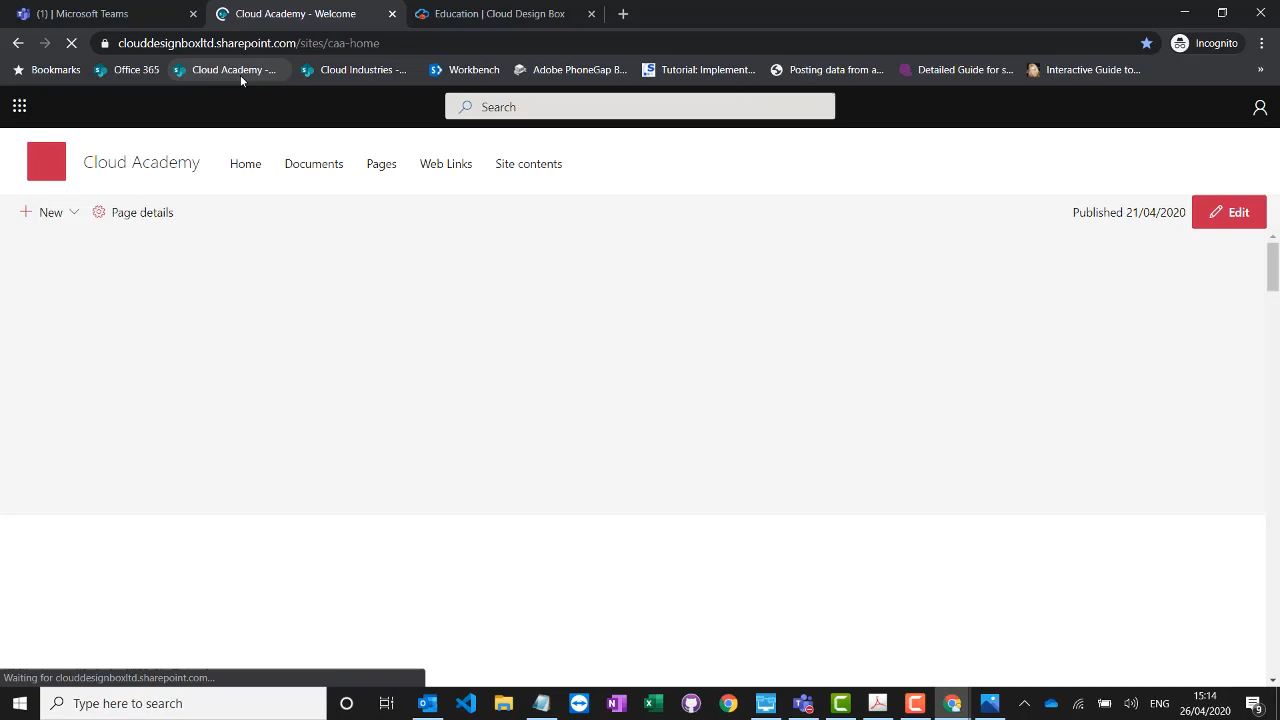 (1) | Microsoft Teams
Cloud Academy - Welcome
Education | Cloud Design Box
clouddesignboxltd.sharepoint.com/sites/caa-home
Incognito
Bookmarks
Office 365
Cloud Academy -...
Cloud Industries -...
Workbench
Adobe PhoneGap B...
Tutorial: Implement...
Posting data from a...
Detailed Guide for s...
Interactive Guide to...
»
Search
Cloud Academy
Home
Documents
Pages
Web Links
Site contents
New
Page details
Published 21/04/2020
Edit
Waiting for clouddesignboxltd.sharepoint.com...
Type here to search
ENG
15:14
26/04/2020
9